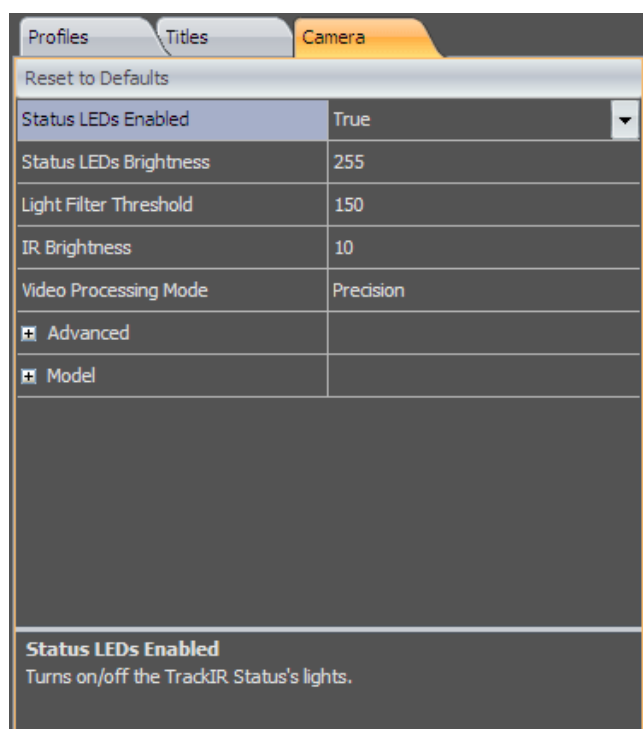 Profiles Titles Camera
Reset to Defaults
Status LEDs Enabled True
Status LEDs Brightness 255
Light Filter Threshold 150
IR Brightness 10
Video Processing Mode Precision
Advanced
Model
Status LEDs Enabled
Turns on/off the TrackIR Status's lights.